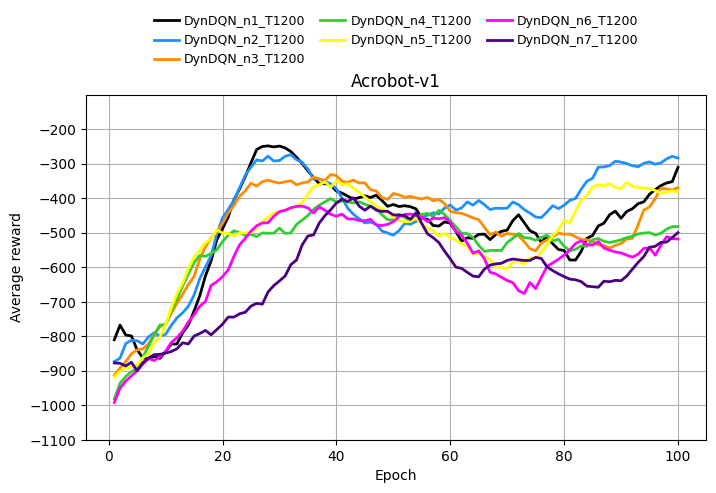 DynDQN_n1_T1200 DynDQN_n4_T1200 DynDQN_n6_T1200
DynDQN_n2_T1200 DynDQN_n5_T1200 DynDQN_n7_T1200
DynDQN_n3_T1200
Acrobot-v1
−200
−300
−400
−500
−600
−700
−800
−900
−1000
−1100
Average reward
0 20 40 60 80 100
Epoch